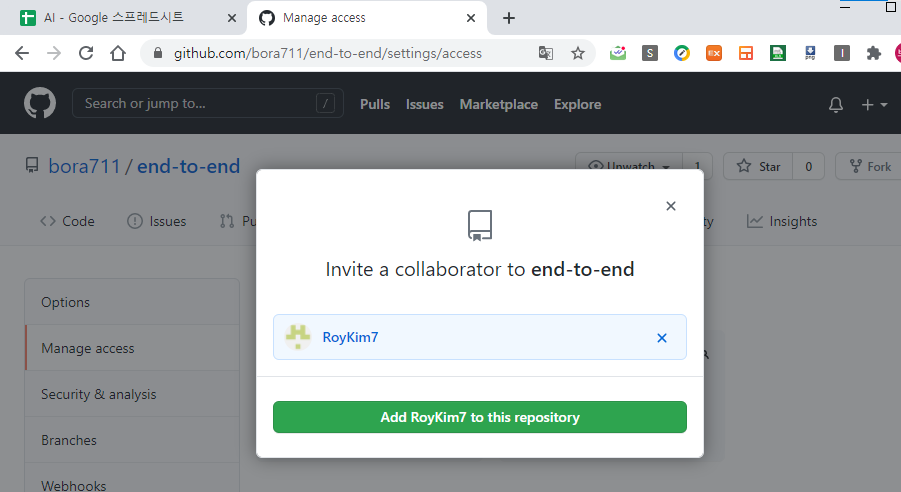 AI - Google 스프레드시트
Manage access
github.com/bora711/end-to-end/settings/access
Search or jump to... /
Pulls Issues Marketplace Explore
bora711 / end-to-end
Unwatch 1 Star 0 Fork
Code Issues Insights
Invite a collaborator to end-to-end
Options
RoyKim7
Manage access
Security & analysis
Add RoyKim7 to this repository
Branches
Webhooks